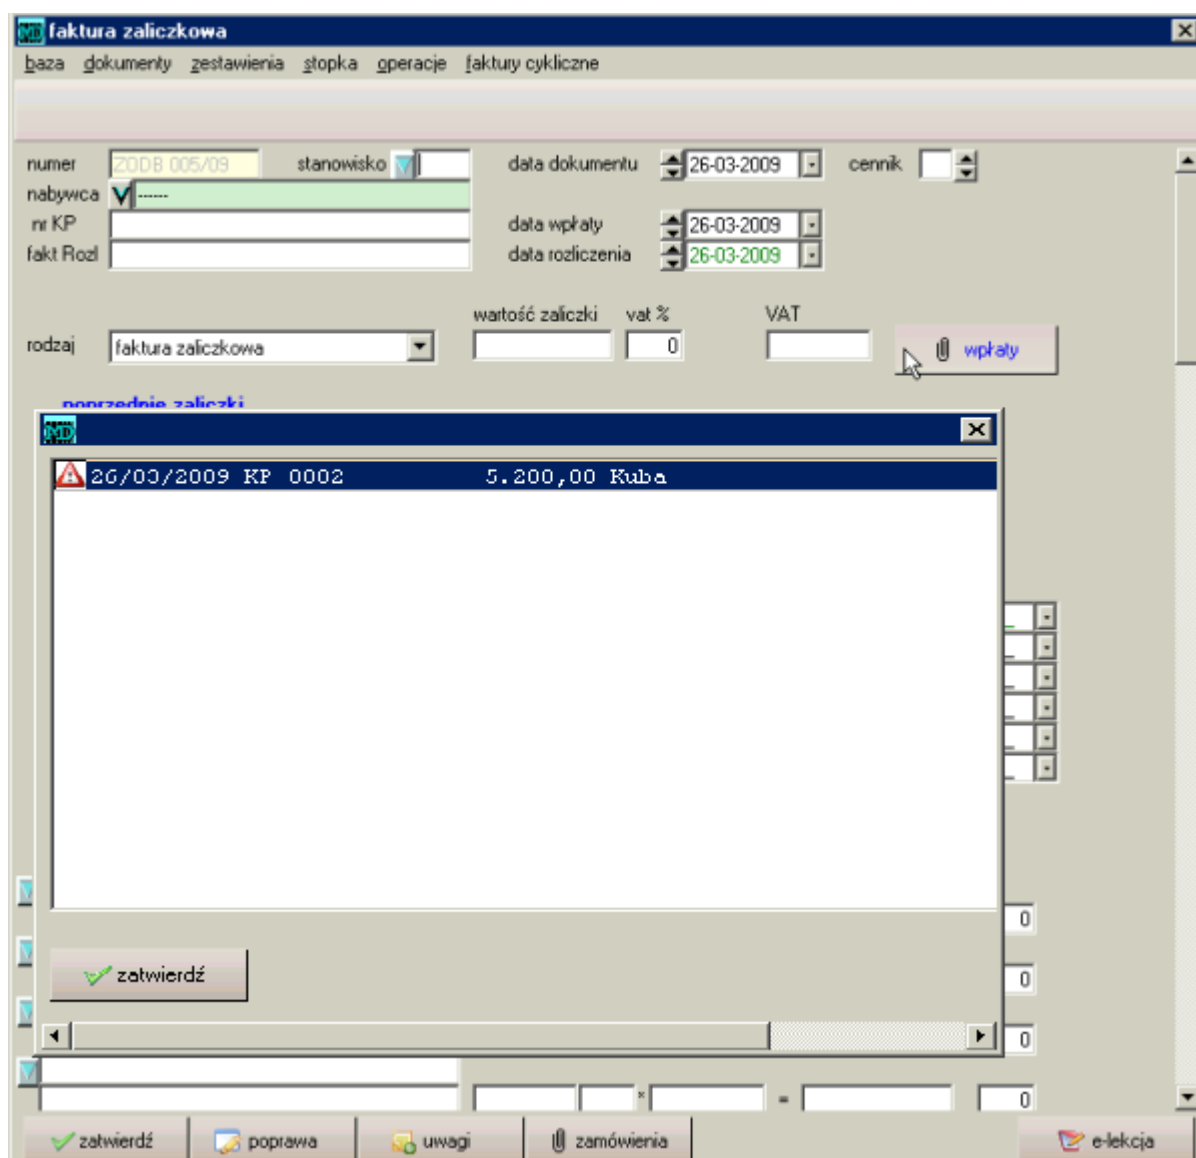 MD faktura zaliczkowa
baza dokumenty zestawienia stopka operacje faktury cykliczne
numer ZODB 005/09 stanowisko data dokumentu 26-03-2009 cennik
nabywca ------
nr KP data wpłaty 26-03-2009
fakt Rozl data rozliczenia 26-03-2009
wartość zaliczki vat % VAT
rodzaj faktura zaliczkowa 0 wpłaty
poprzednie zaliczki
MD
26/03/2009 KP 0002 5.200,00 Kuba
0
zatwierdź 0
0
* = 0
zatwierdź poprawa uwagi zamówienia e-lekcja